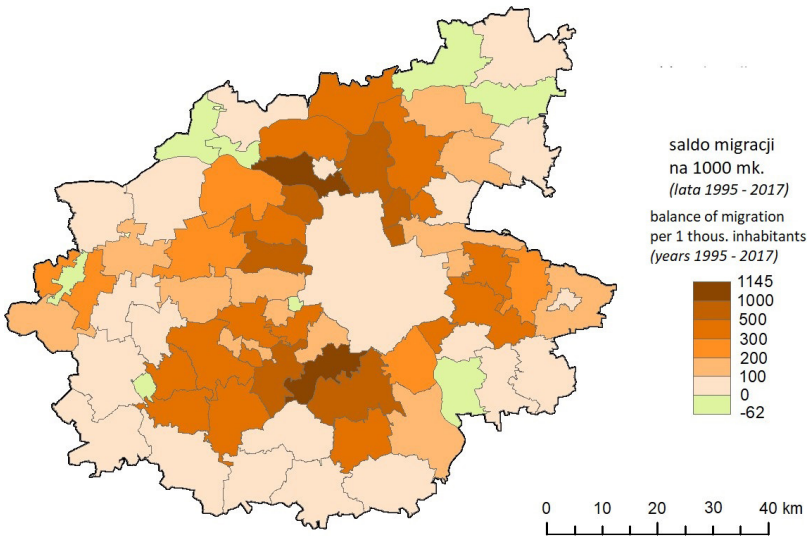 saldo migracji
na 1000 mk.
(lata 1995 - 2017)
balance of migration
per 1 thous. inhabitants
(years 1995 - 2017)
1145
1000
500
300
200
100
0
-62
0 10 20 30 40 km